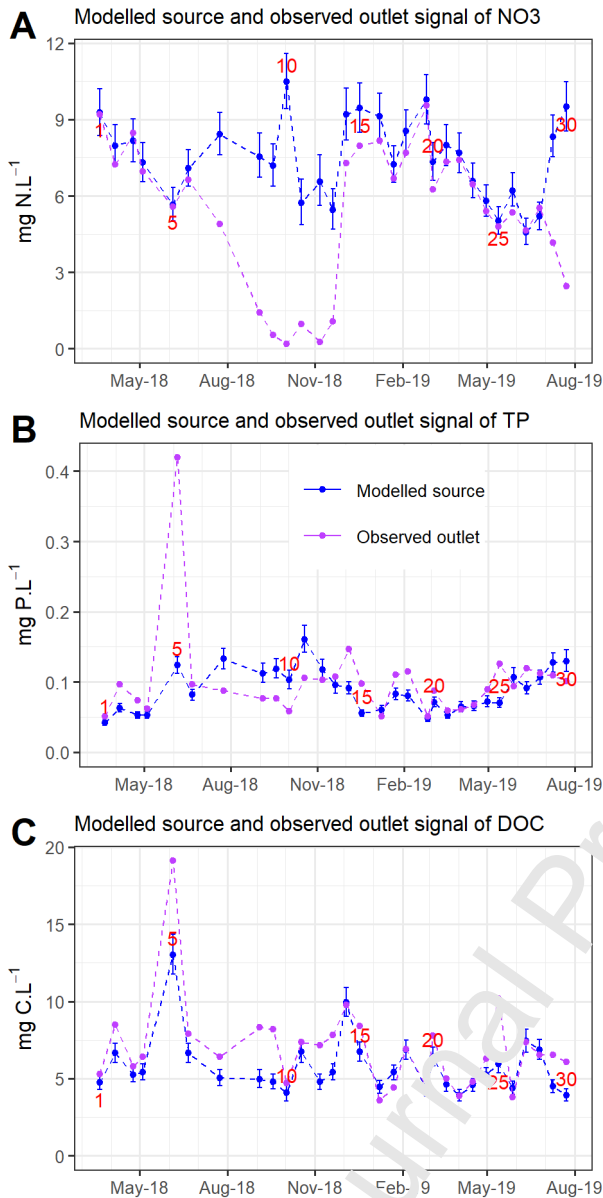 A
Modelled source and observed outlet signal of NO3
12
9
6
3
0
mg N.L⁻¹
1
5
10
15
20
25
30
May-18 Aug-18 Nov-18 Feb-19 May-19 Aug-19
B
Modelled source and observed outlet signal of TP
0.4
0.3
0.2
0.1
0.0
mg P.L⁻¹
Modelled source
Observed outlet
1
5
10
15
20
25
30
May-18 Aug-18 Nov-18 Feb-19 May-19 Aug-19
C
Modelled source and observed outlet signal of DOC
20
15
10
5
0
mg C.L⁻¹
1
5
10
15
20
25
30
May-18 Aug-18 Nov-18 Feb-19 May-19 Aug-19
urnal Pr